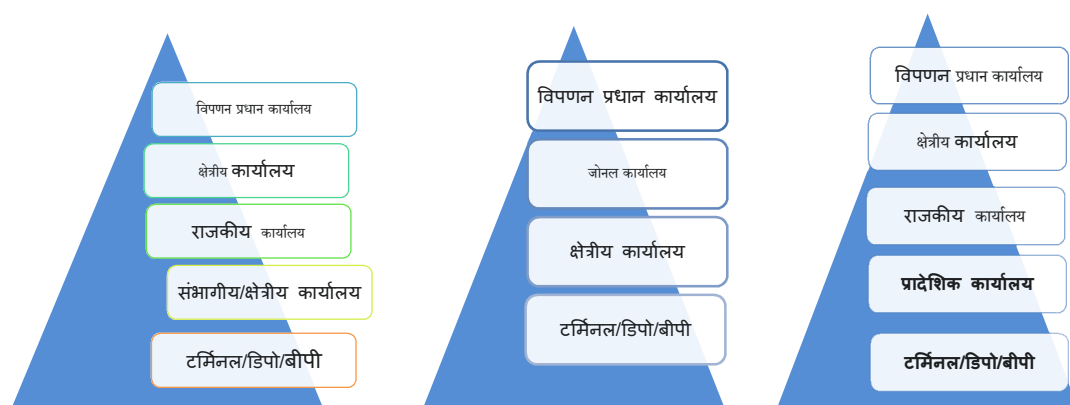 विपणन प्रधान कार्यालय
क्षेत्रीय कार्यालय
राजकीय कार्यालय
संभागीय/क्षेत्रीय कार्यालय
टर्मिनल/डिपो/बीपी
विपणन प्रधान कार्यालय
जोनल कार्यालय
क्षेत्रीय कार्यालय
टर्मिनल/डिपो/बीपी
विपणन प्रधान कार्यालय
क्षेत्रीय कार्यालय
राजकीय कार्यालय
प्रादेशिक कार्यालय
टर्मिनल/डिपो/बीपी